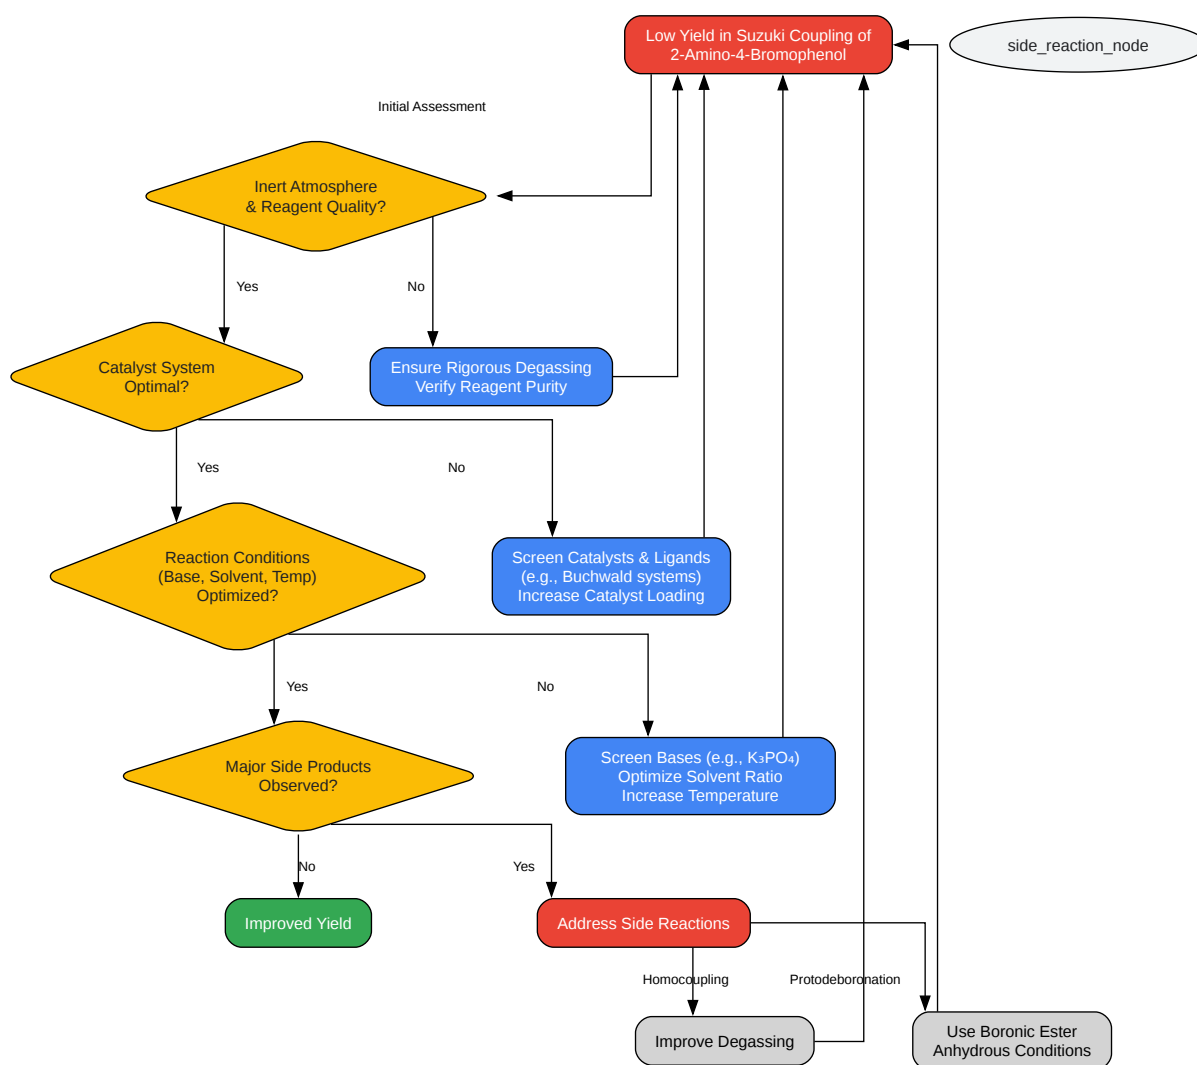 Low Yield in Suzuki Coupling of
2-Amino-4-Bromophenol
side_reaction_node
Initial Assessment
Inert Atmosphere
& Reagent Quality?
Yes
No
Catalyst System
Optimal?
Ensure Rigorous Degassing
Verify Reagent Purity
Yes
No
Reaction Conditions
(Base, Solvent, Temp)
Optimized?
Screen Catalysts & Ligands
(e.g., Buchwald systems)
Increase Catalyst Loading
Yes
No
Major Side Products
Observed?
Screen Bases (e.g., K₃PO₄)
Optimize Solvent Ratio
Increase Temperature
No
Yes
Improved Yield
Address Side Reactions
Homocoupling
Protodeboronation
Improve Degassing
Use Boronic Ester
Anhydrous Conditions